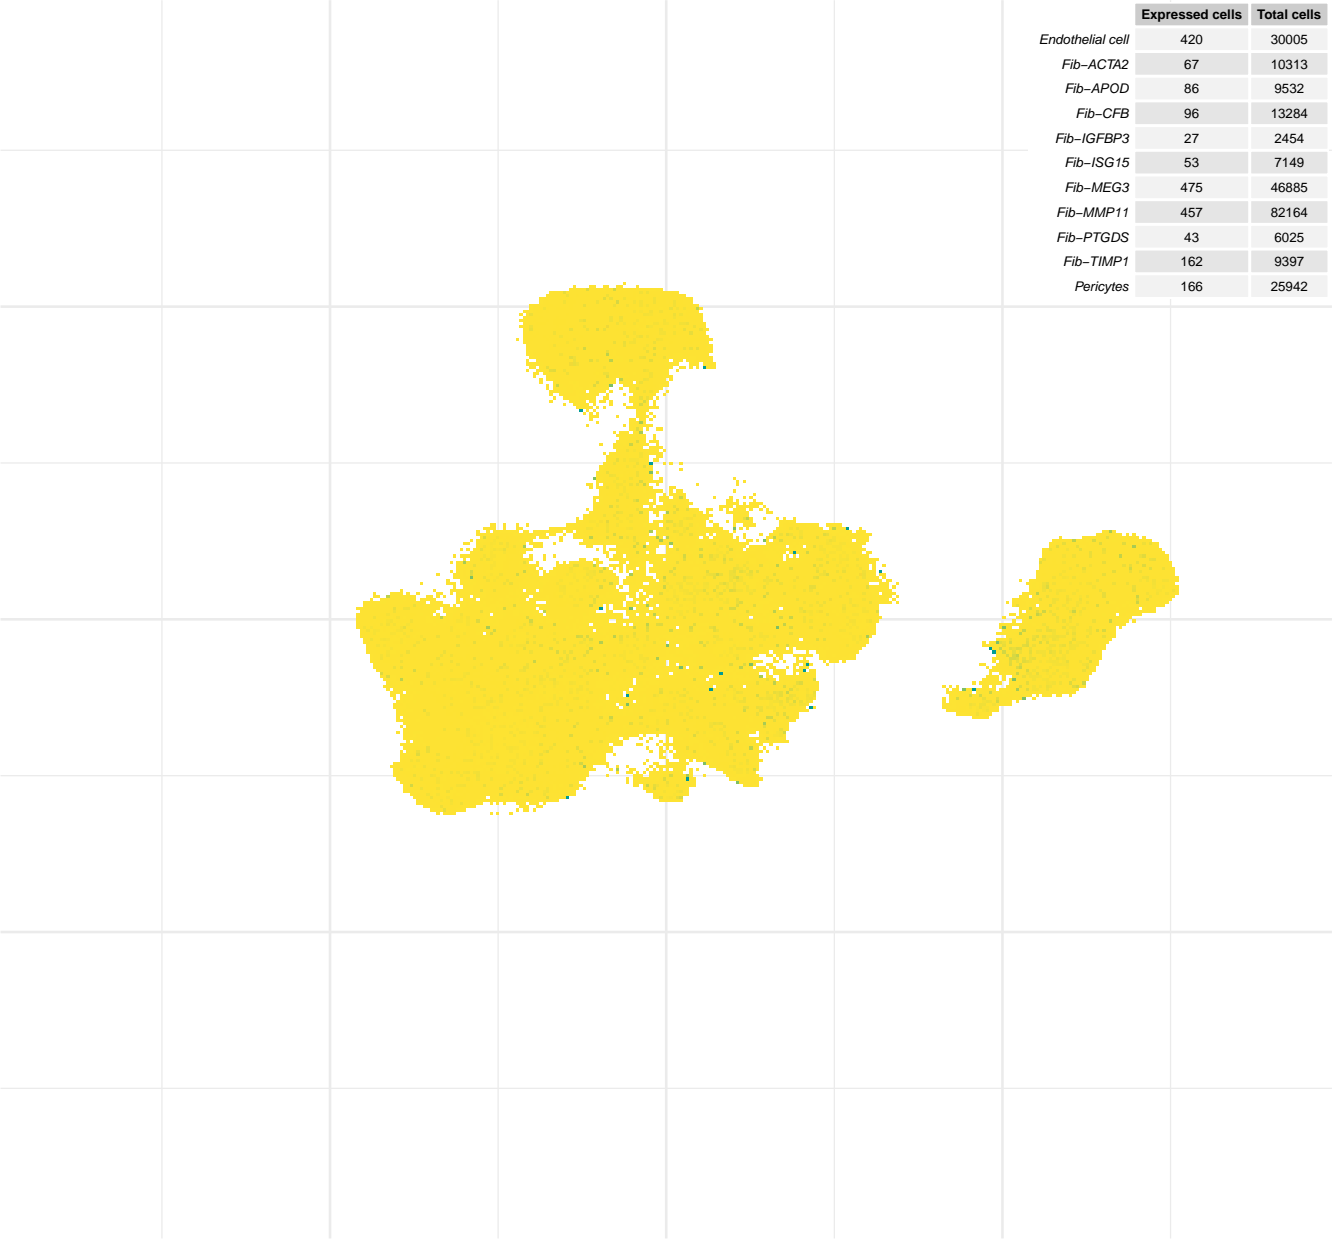 Expressed cells Total cells
Endothelial cell 420 30005
Fib−ACTA2 67 10313
Fib−APOD 86 9532
Fib−CFB 96 13284
Fib−IGFBP3 27 2454
Fib−ISG15 53 7149
Fib−MEG3 475 46885
Fib−MMP11 457 82164
Fib−PTGDS 43 6025
Fib−TIMP1 162 9397
Pericytes 166 25942